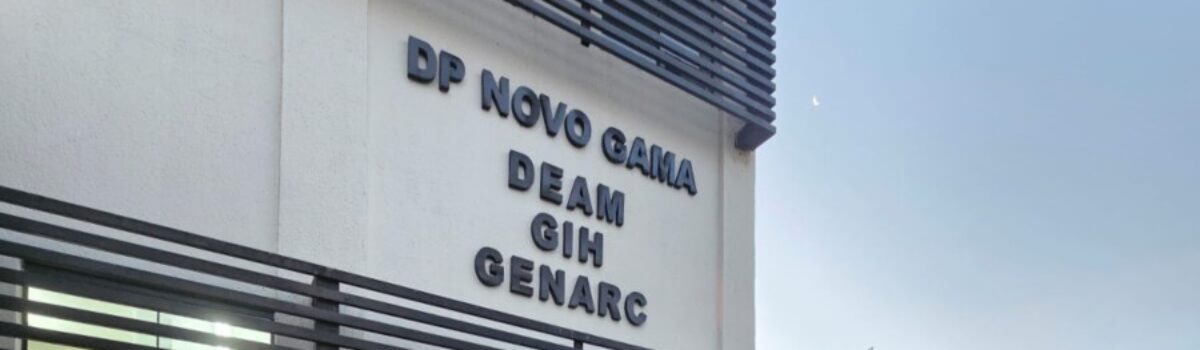 DP NOVO GAMA
DEAM
GIH
GENARC